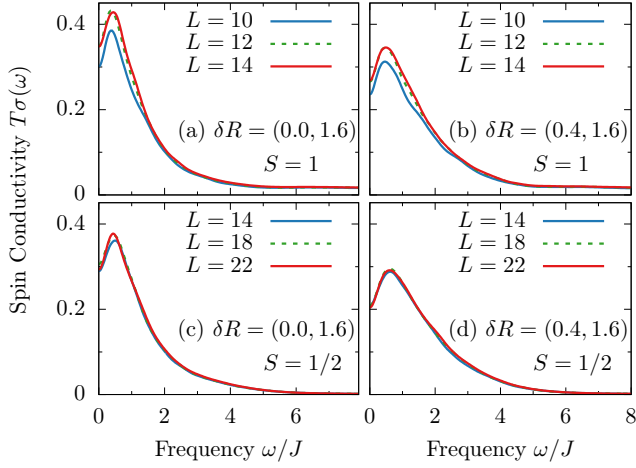 Spin Conductivity Tσ(ω)
0.4
0.2
0
L = 10
L = 12
L = 14
(a) δR = (0.0, 1.6)
S = 1
L = 10
L = 12
L = 14
(b) δR = (0.4, 1.6)
S = 1
0.4
0.2
0
L = 14
L = 18
L = 22
(c) δR = (0.0, 1.6)
S = 1/2
L = 14
L = 18
L = 22
(d) δR = (0.4, 1.6)
S = 1/2
0 2 4 6
0 2 4 6 8
Frequency ω/J
Frequency ω/J